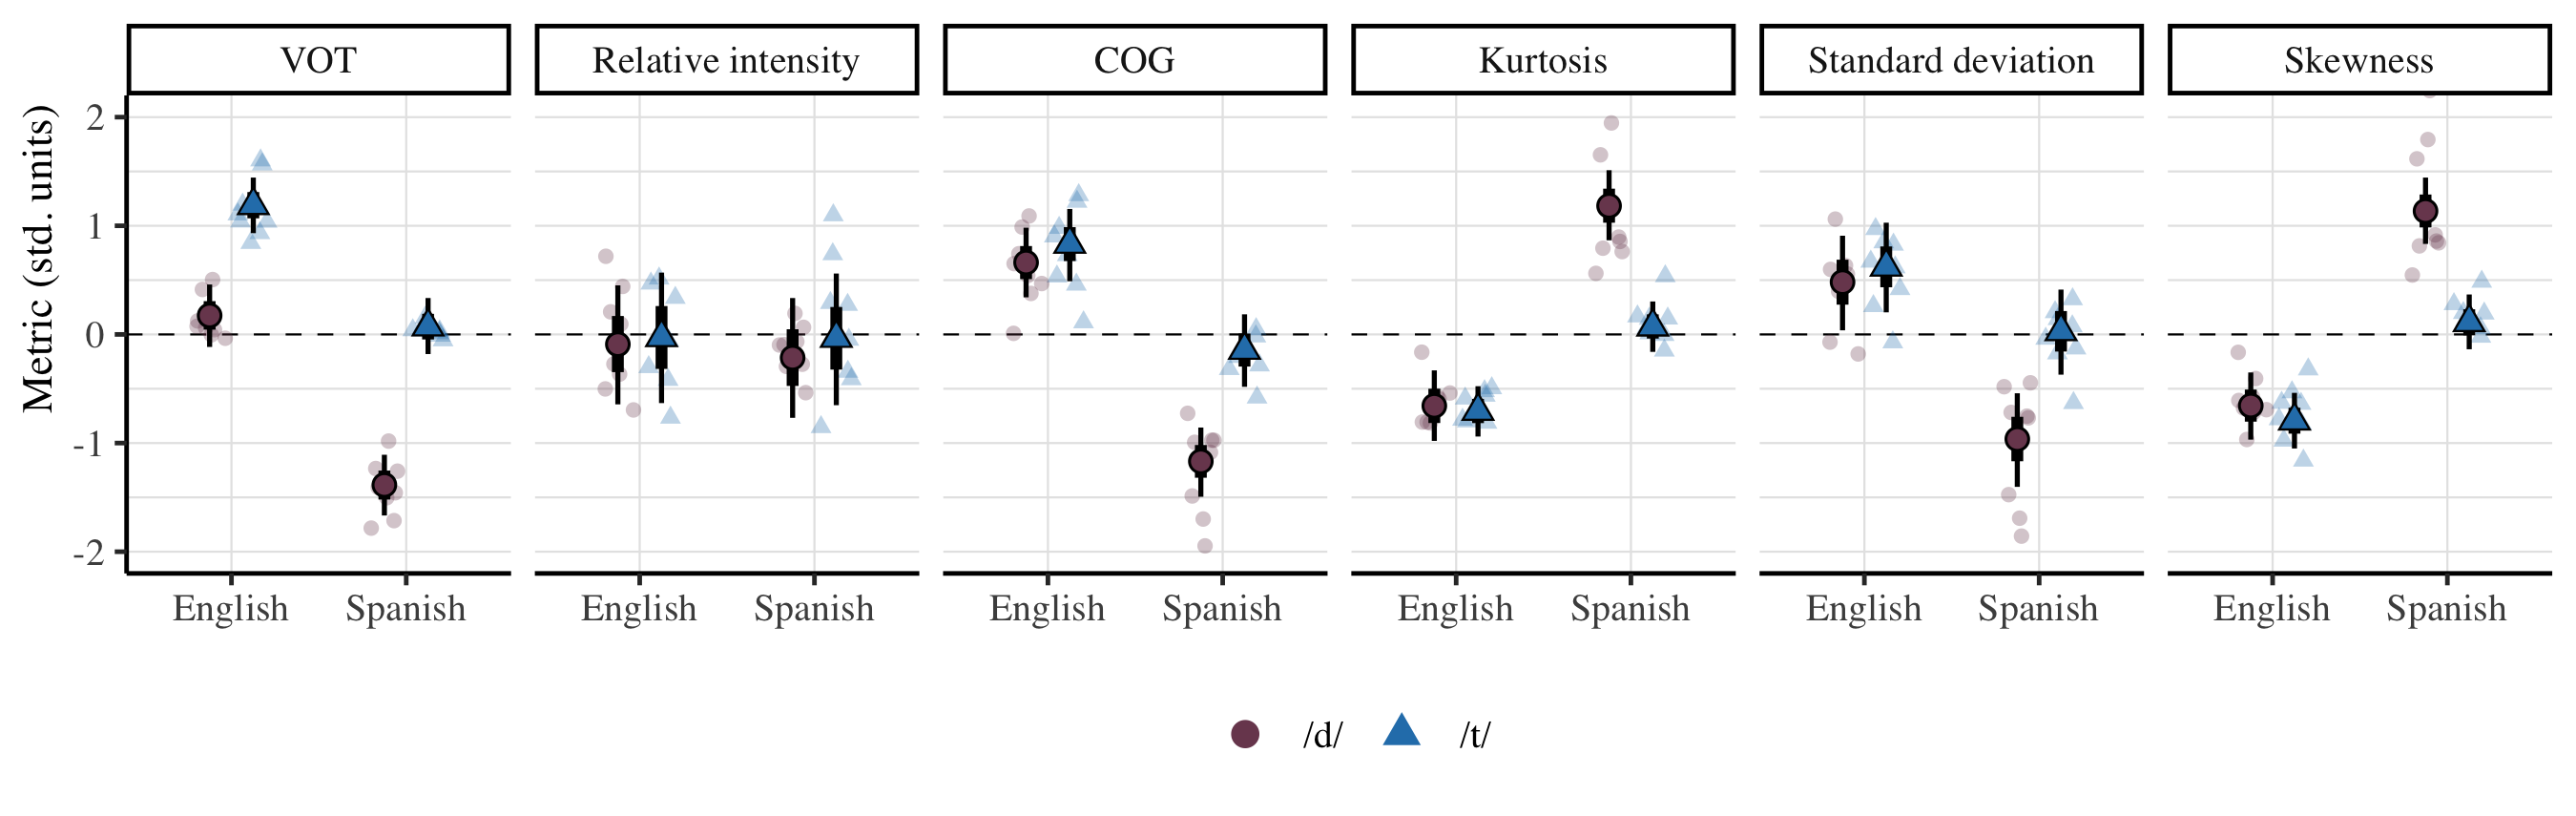 VOT Relative intensity COG Kurtosis Standard deviation Skewness
Metric (std. units)
2
1
0
-1
-2
English Spanish English Spanish English Spanish English Spanish English Spanish English Spanish
/d/ /t/